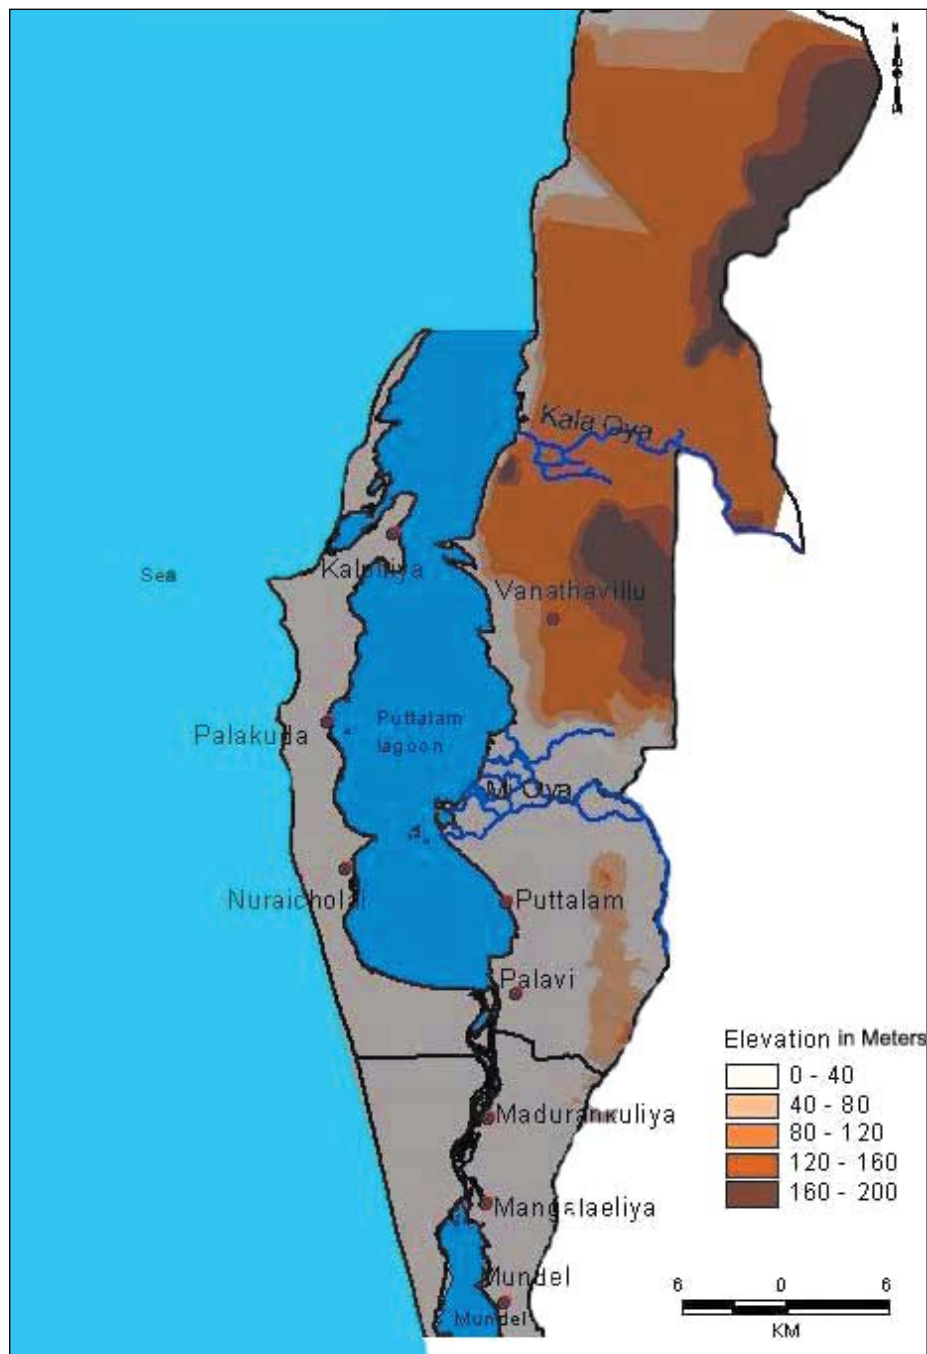 N
Kala Oya
Sea
Vanathavillu
Palakuda
Puttalam
lagoon
Mi Oya
Nuraicholai
Puttalam
Palavi
Elevation in Meters
0 - 40
40 - 80
80 - 120
120 - 160
160 - 200
Madurankuliya
Mangalaeliya
Mundel
Mundel
6 0 6
KM